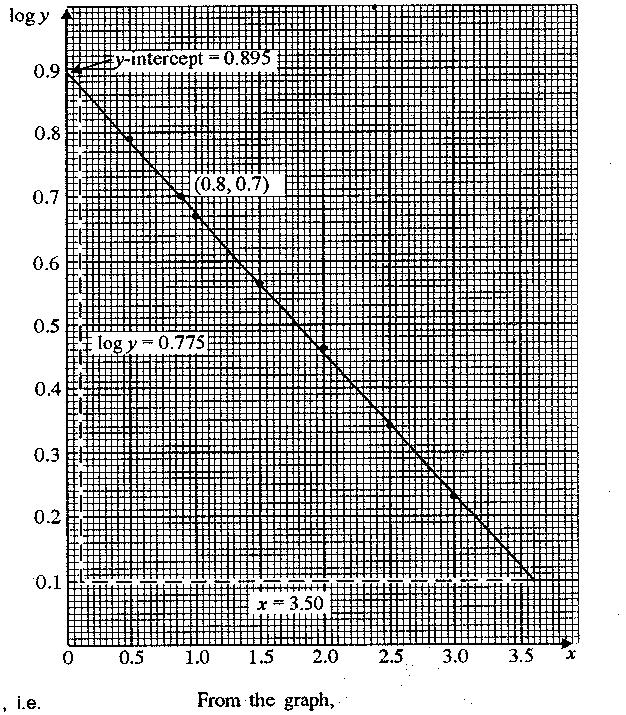 log y
y-intercept = 0.895
0.9
0.8
(0.8, 0.7)
0.7
0.6
0.5
log y = 0.775
0.4
0.3
0.2
0.1
x = 3.50
0 0.5 1.0 1.5 2.0 2.5 3.0 3.5 x
, i.e. From the graph,